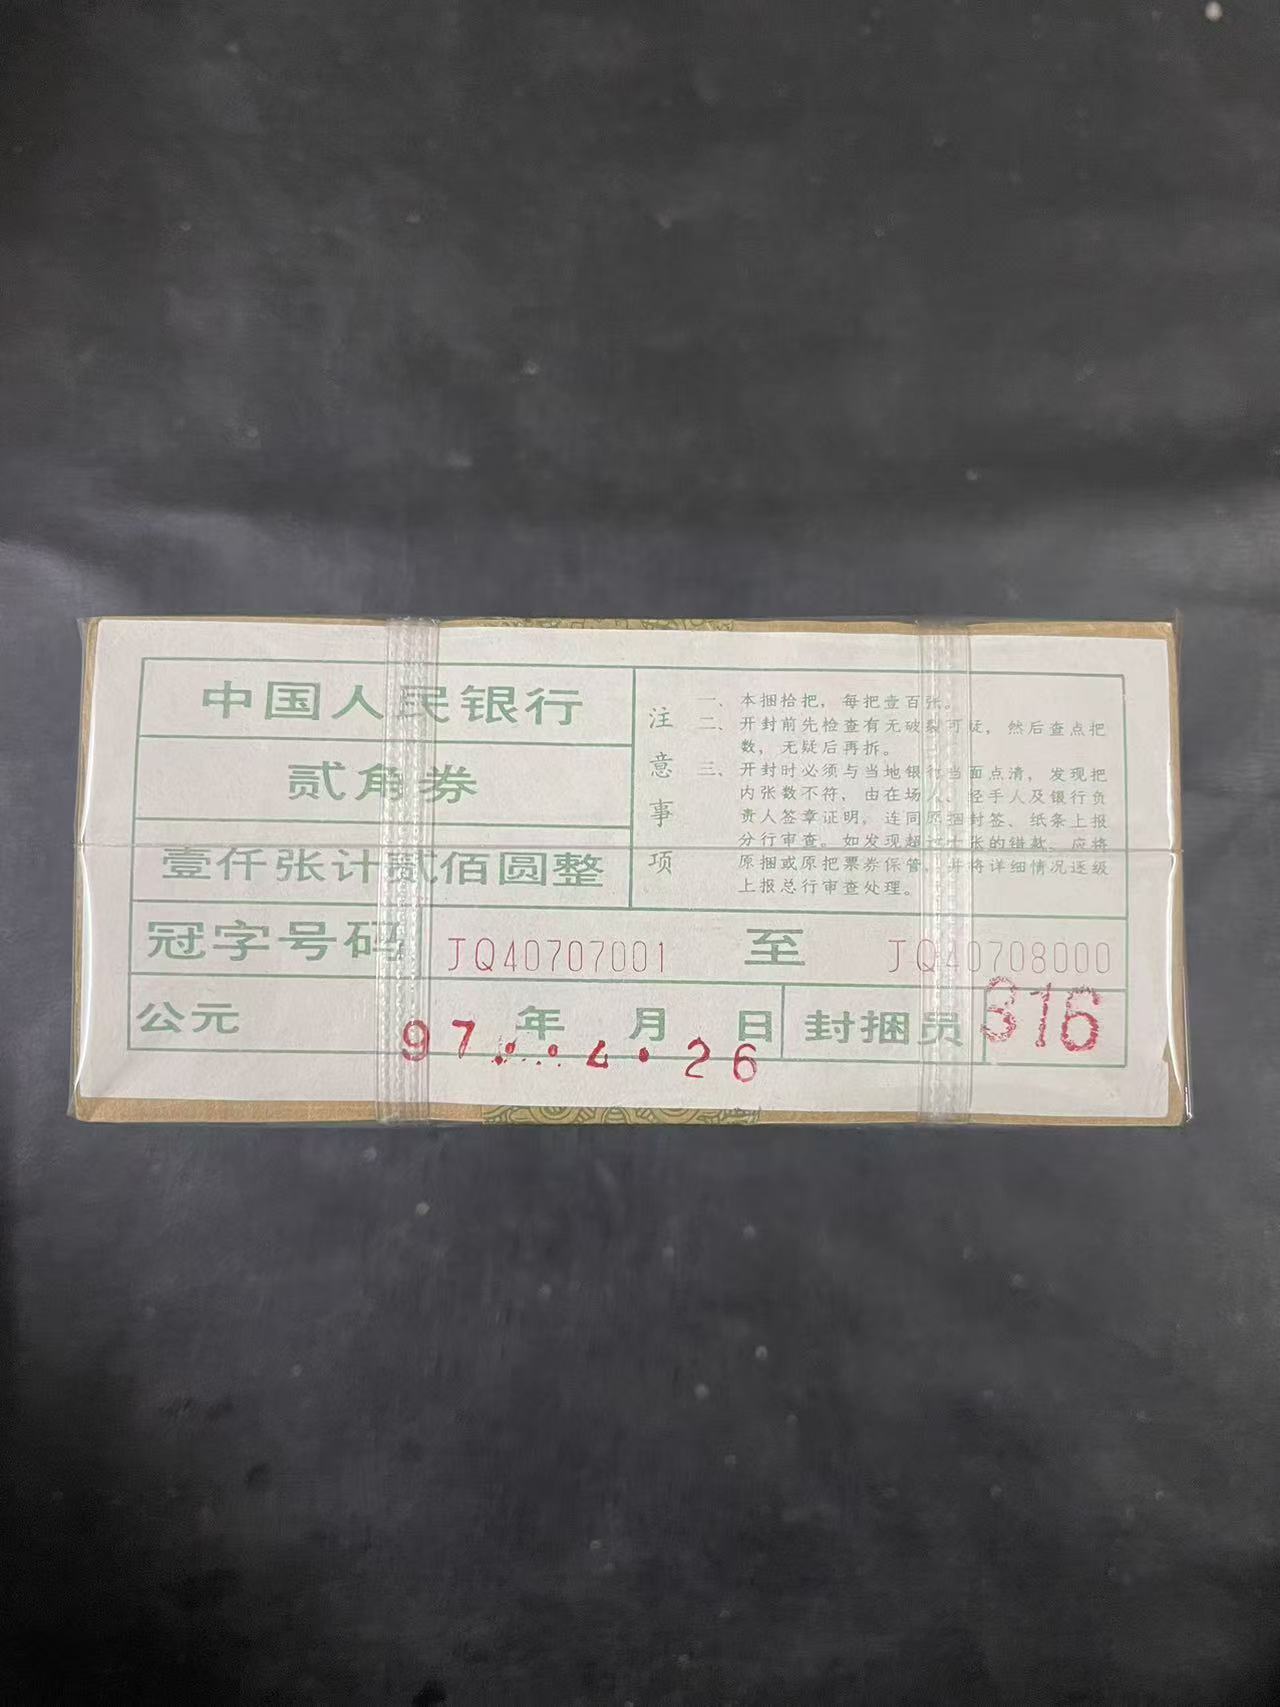 中国人民银行
贰角券
壹仟张计贰佰圆整
注意事项
一、本捆拾把，每把壹百张。
二、开封前先检查有无破裂可疑，然后查点把
数，无疑后再拆。
三、开封时必须与当地银行当面点清，发现把
内张数不符，由在场人、经手人及银行负
责人签章证明，连同原捆封签、纸条上报
分行审查。如发现超过十张的错款，应将
原捆或原把票券保管，并将详细情况逐级
上报总行审查处理。
冠字号码 JQ40707001 至 JQ40708000
公元 年 月 日 封捆员 316
97 . . 4 . 26